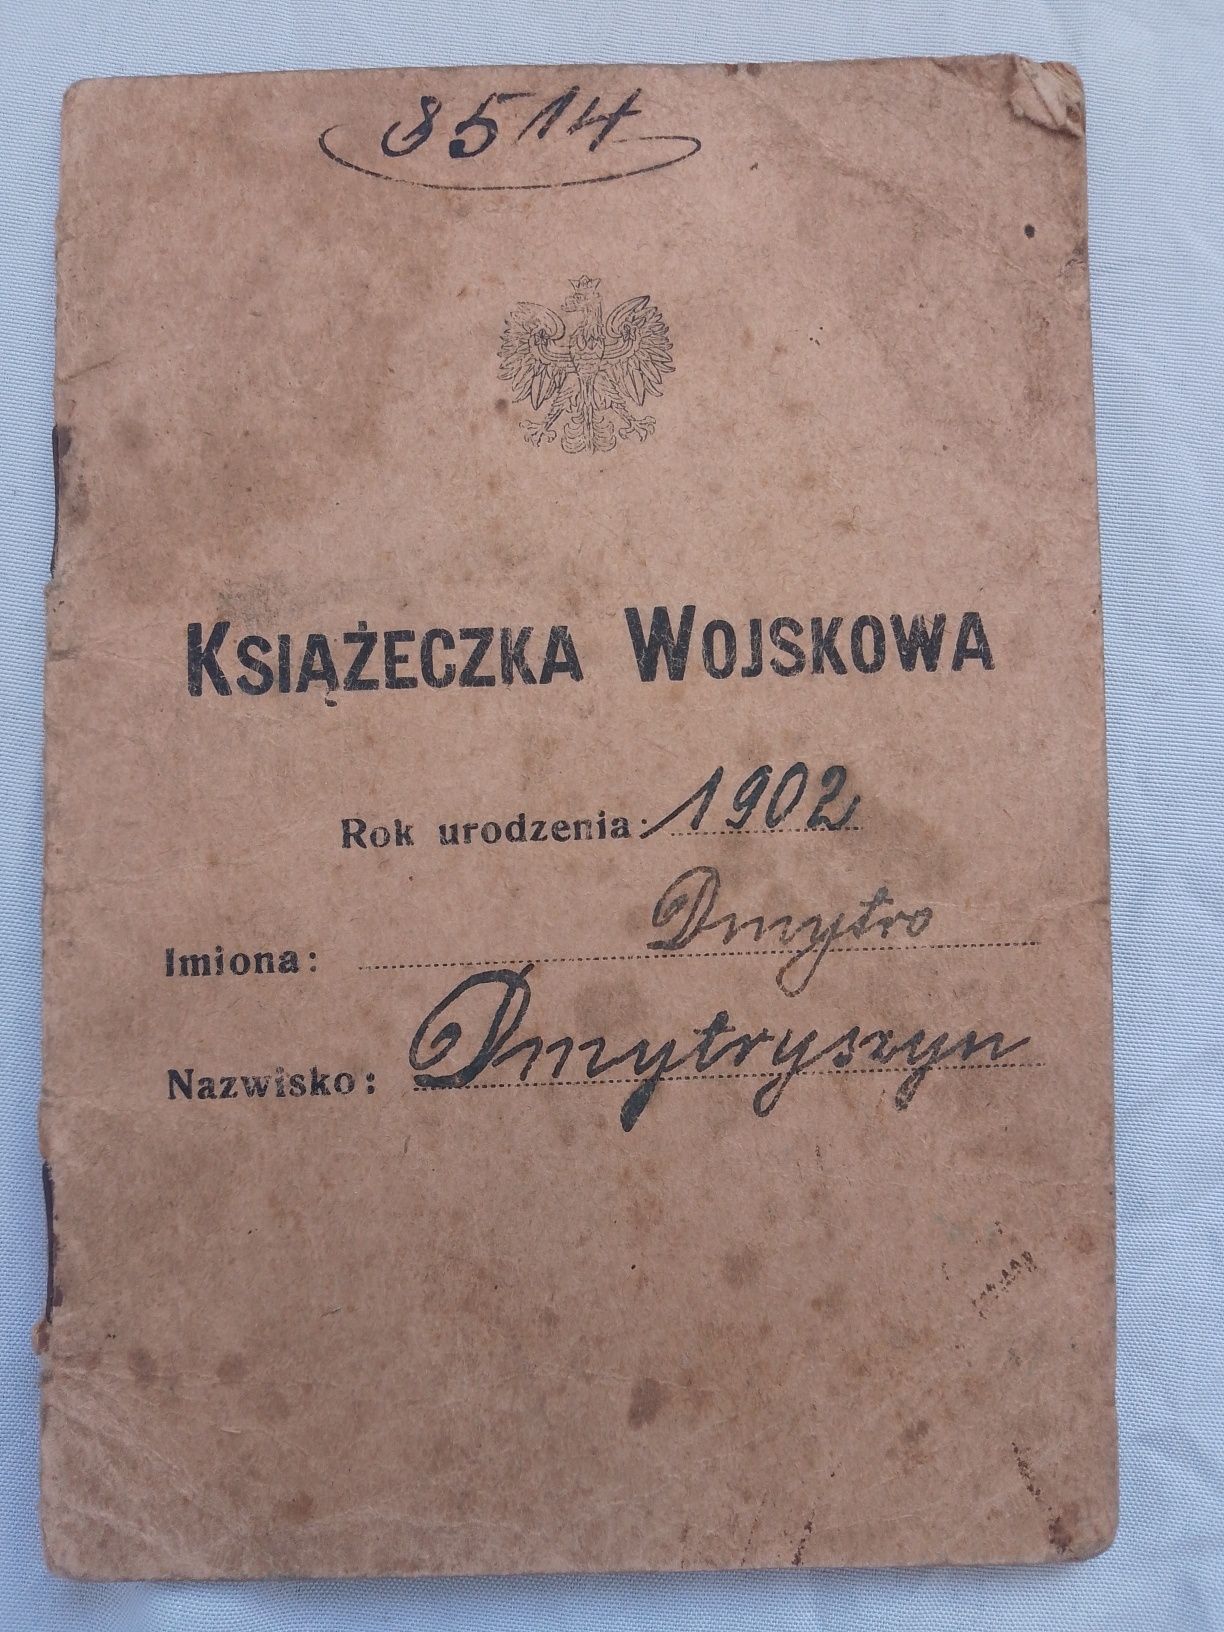 8514
KSIĄŻECZKA WOJSKOWA
Rok urodzenia: 1902
Imiona: Dmytro
Nazwisko: Dmytryszyn